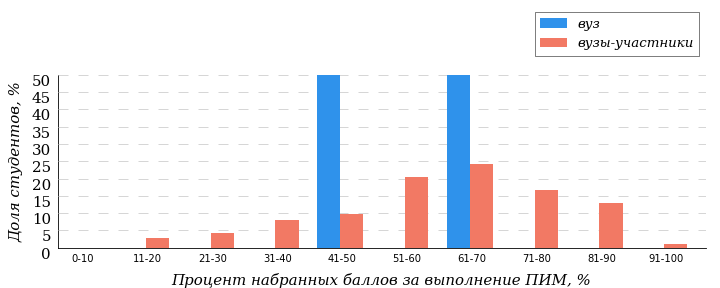 вуз
вузы-участники
Доля студентов, %
50
45
40
35
30
25
20
15
10
5
0
0-10 11-20 21-30 31-40 41-50 51-60 61-70 71-80 81-90 91-100
Процент набранных баллов за выполнение ПИМ, %